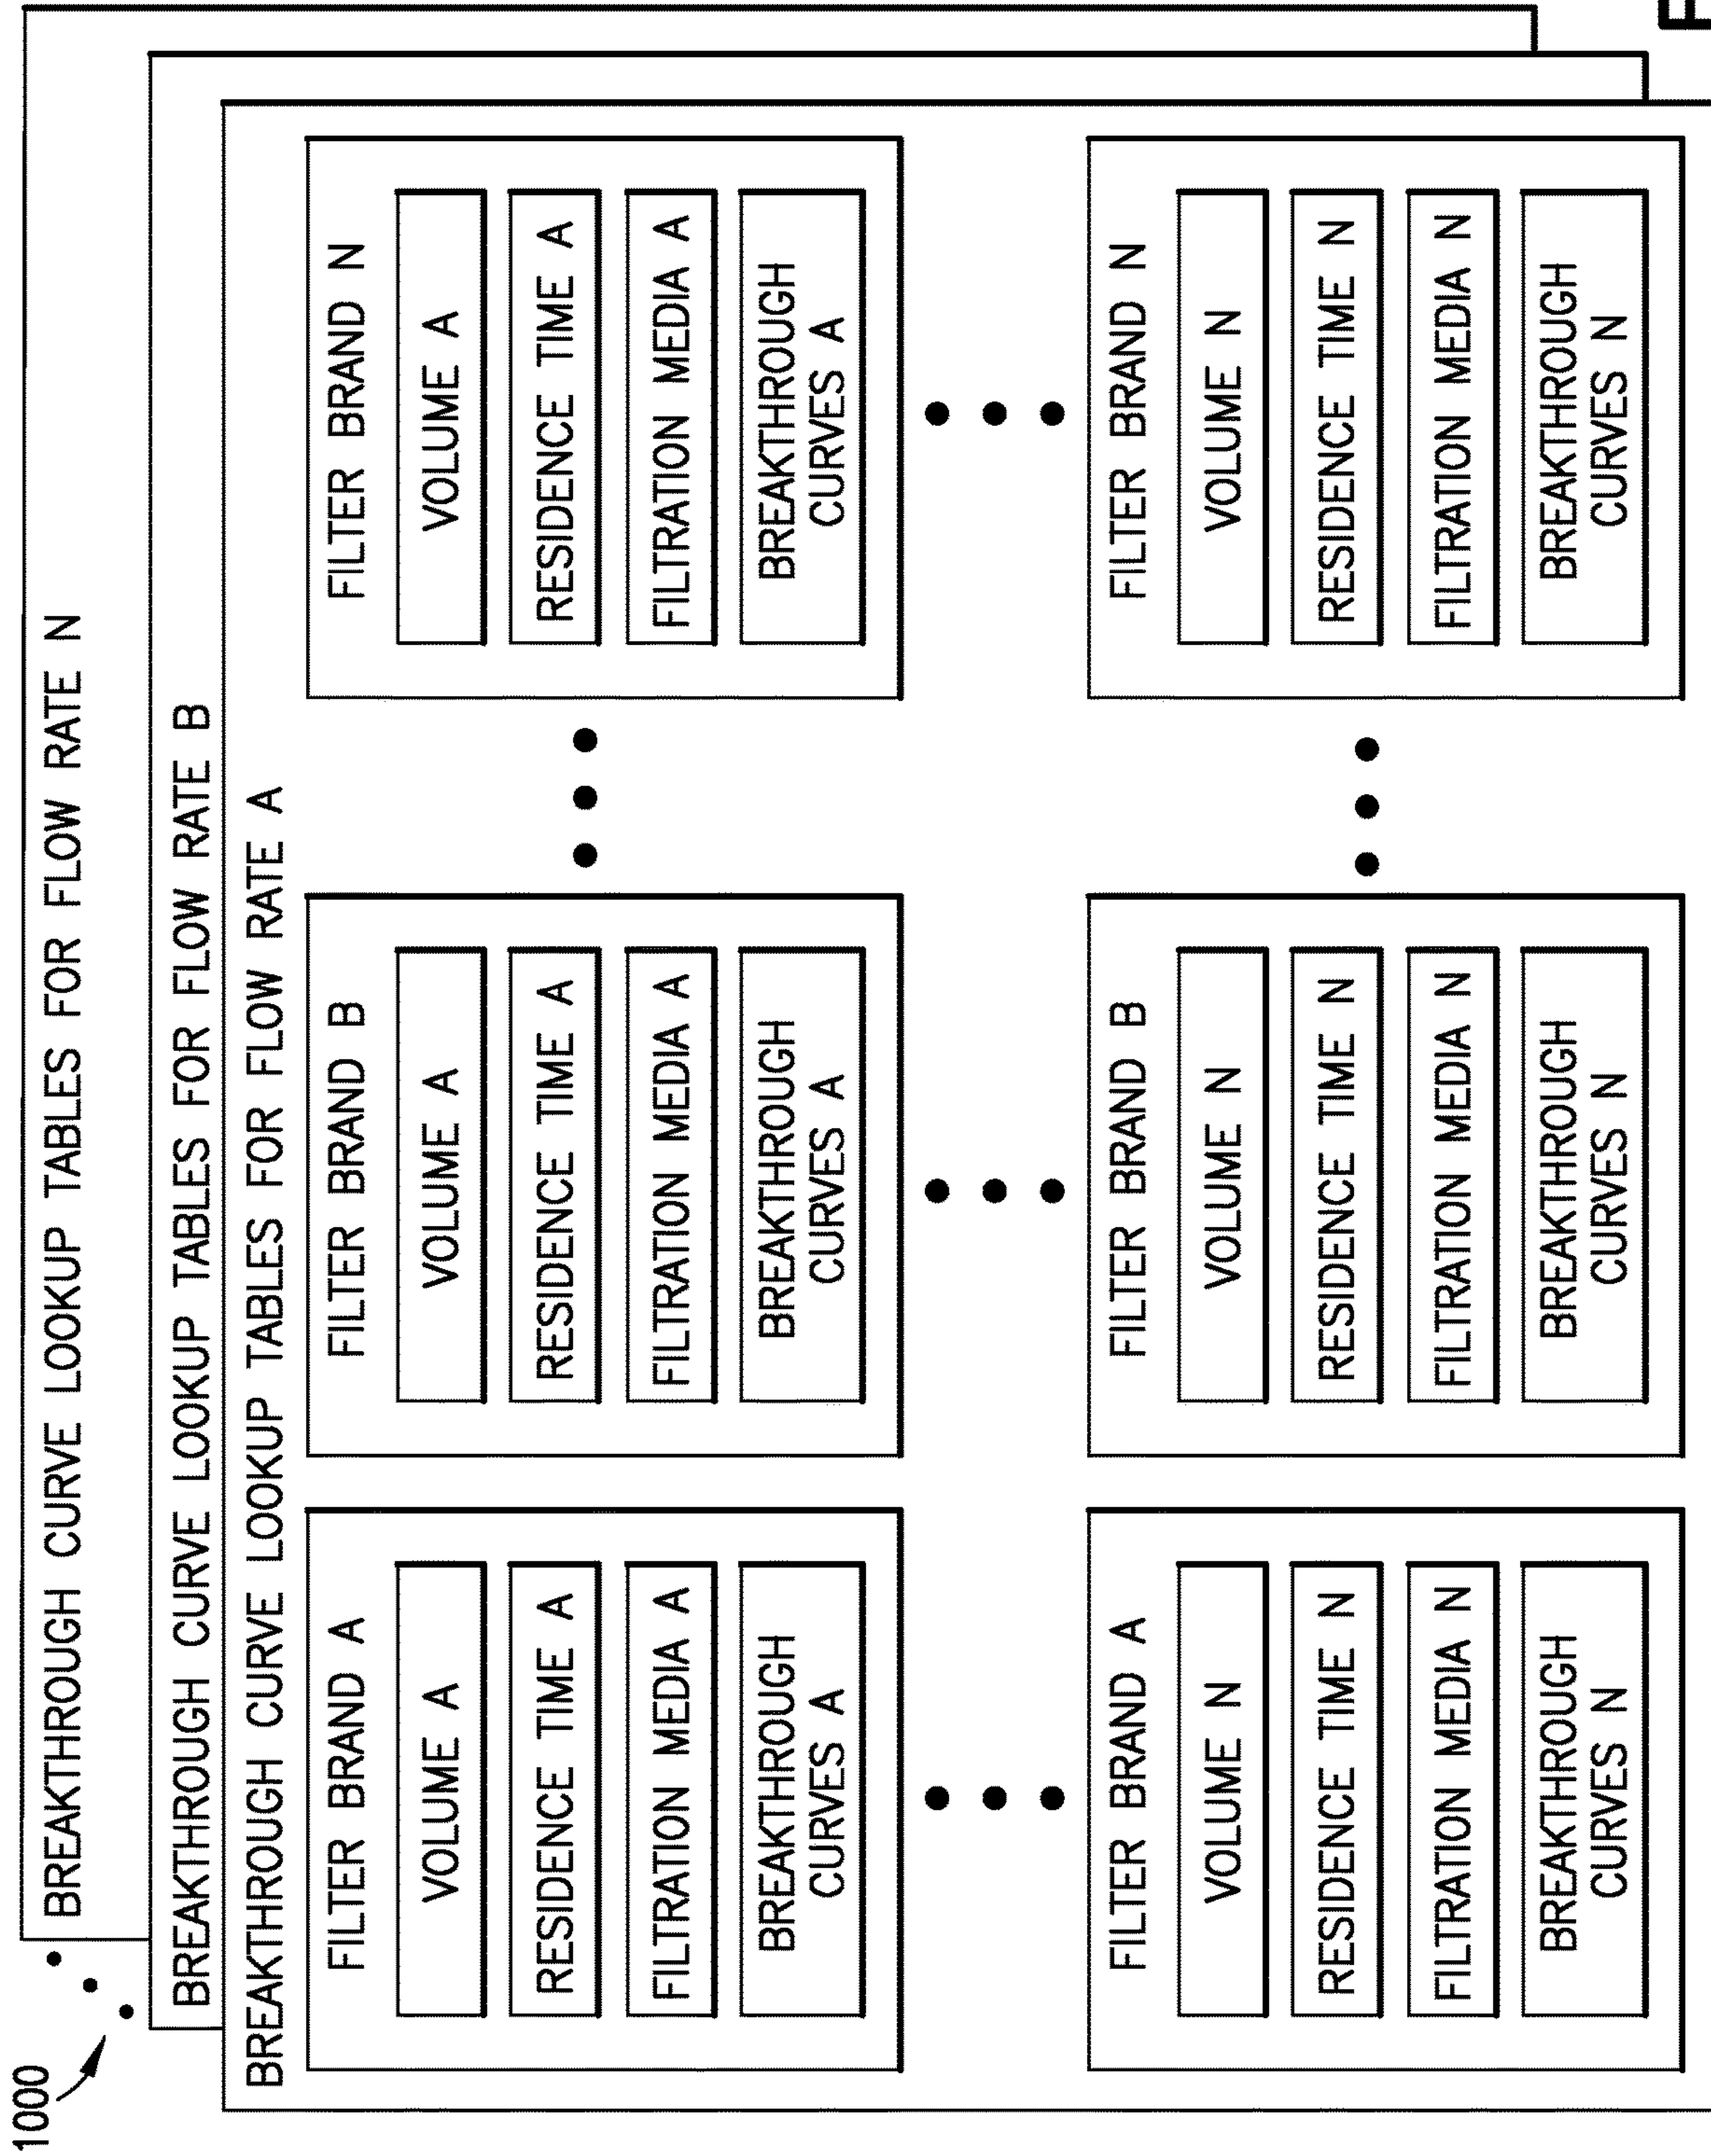 1000
BREAKTHROUGH CURVE LOOKUP TABLES FOR FLOW RATE N
BREAKTHROUGH CURVE LOOKUP TABLES FOR FLOW RATE B
BREAKTHROUGH CURVE LOOKUP TABLES FOR FLOW RATE A
FILTER BRAND A
VOLUME A
RESIDENCE TIME A
FILTRATION MEDIA A
BREAKTHROUGH
CURVES A
FILTER BRAND B
VOLUME A
RESIDENCE TIME A
FILTRATION MEDIA A
BREAKTHROUGH
CURVES A
FILTER BRAND N
VOLUME A
RESIDENCE TIME A
FILTRATION MEDIA A
BREAKTHROUGH
CURVES A
FILTER BRAND A
VOLUME N
RESIDENCE TIME N
FILTRATION MEDIA N
BREAKTHROUGH
CURVES N
FILTER BRAND B
VOLUME N
RESIDENCE TIME N
FILTRATION MEDIA N
BREAKTHROUGH
CURVES N
FILTER BRAND N
VOLUME N
RESIDENCE TIME N
FILTRATION MEDIA N
BREAKTHROUGH
CURVES N